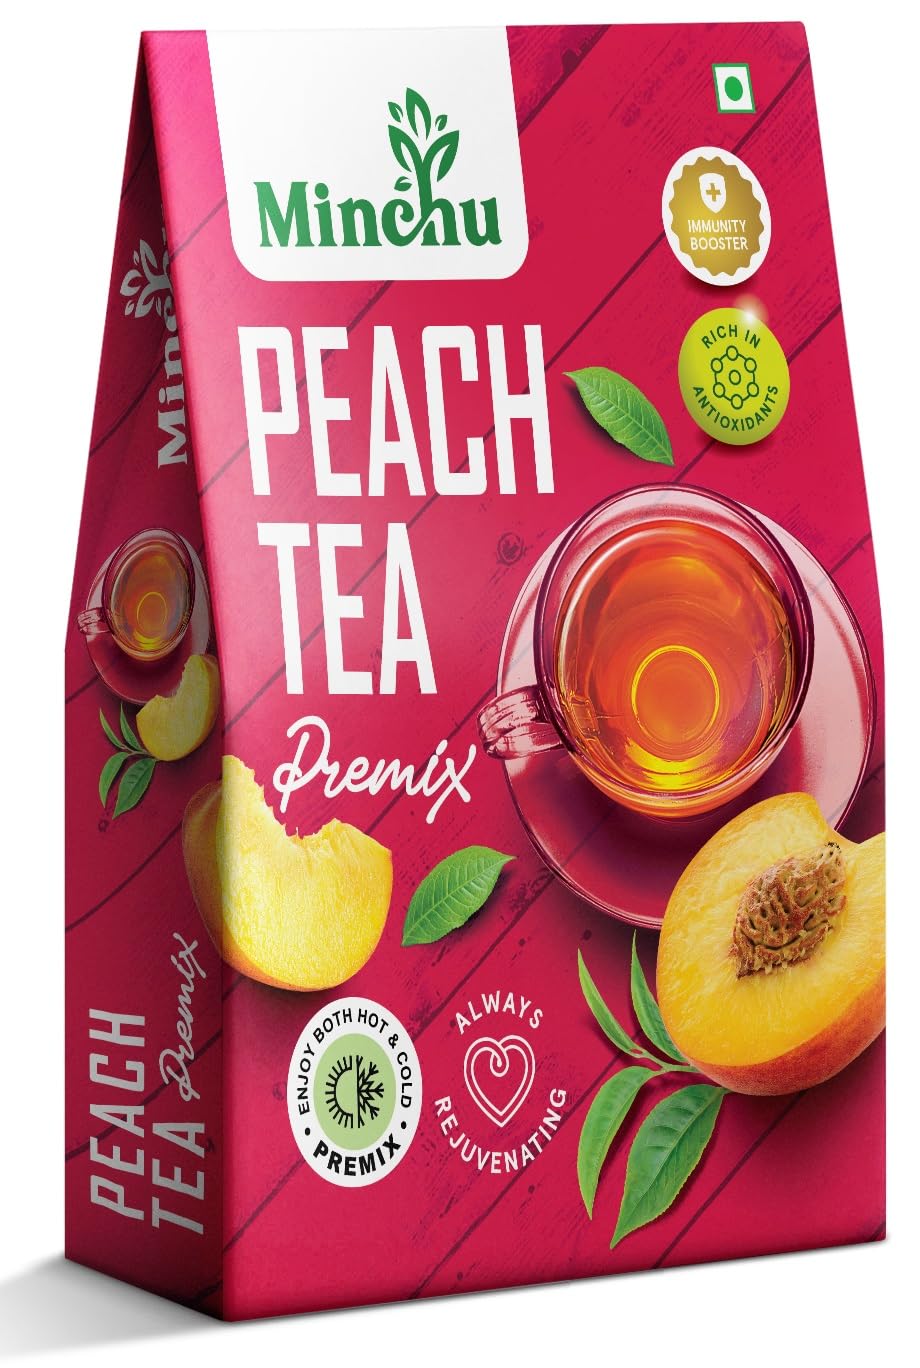 Minchu
IMMUNITY
BOOSTER
RICH IN
ANTIOXIDANTS
PEACH
TEA
Premix
ENJOY BOTH HOT & COLD
• PREMIX •
ALWAYS
REJUVENATING
Minchu
PEACH
TEA Premix